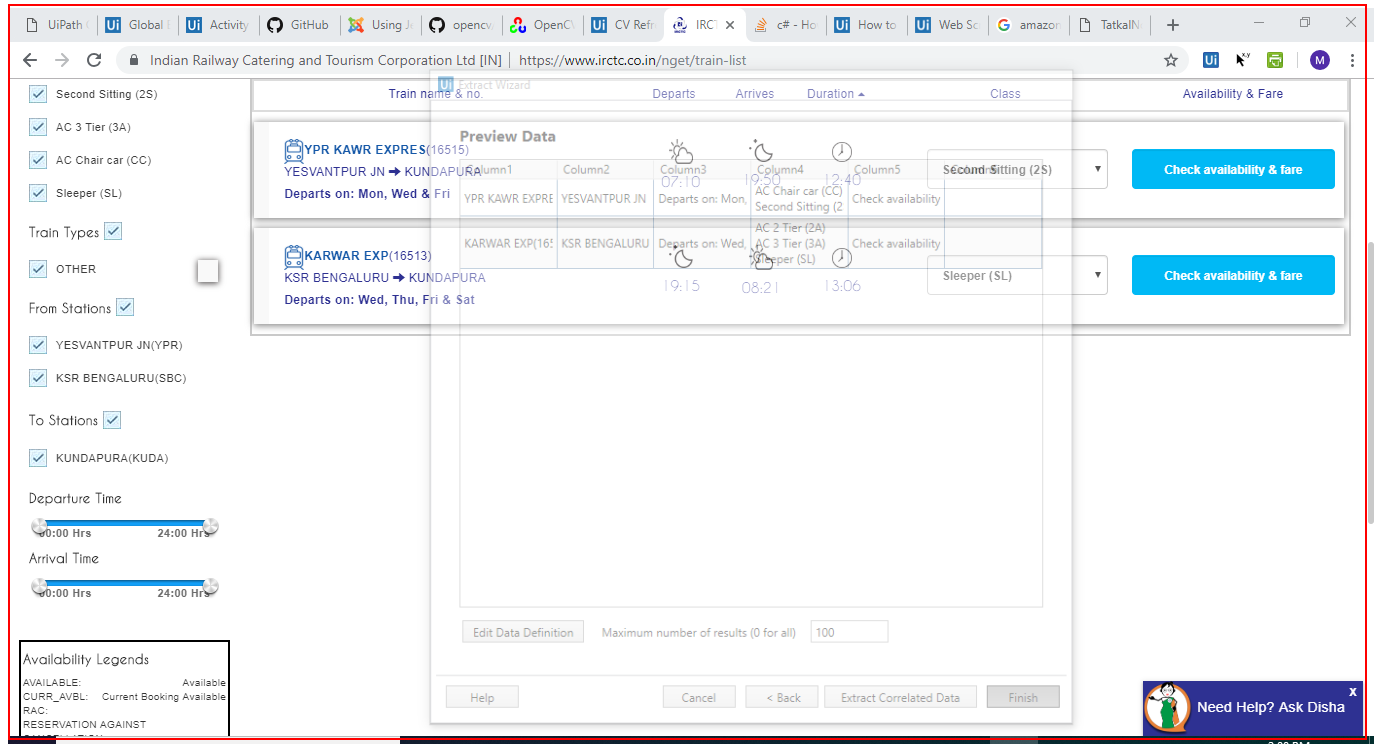 UiPath
Global E
Activity
GitHub
Using Je
opencv
OpenCV
CV Refr
IRCT
c# - Ho
How to
Web Sc
amazon
TatkalN
Indian Railway Catering and Tourism Corporation Ltd [IN] | https://www.irctc.co.in/nget/train-list
M
Extract Wizard
Second Sitting (2S)
Train name & no.
Departs
Arrives
Duration
Class
Availability & Fare
AC 3 Tier (3A)
AC Chair car (CC)
Sleeper (SL)
Train Types
OTHER
From Stations
YESVANTPUR JN(YPR)
KSR BENGALURU(SBC)
To Stations
KUNDAPURA(KUDA)
Departure Time
00:00 Hrs 24:00 Hrs
Arrival Time
00:00 Hrs 24:00 Hrs
Availability Legends
AVAILABLE: Available
CURR_AVBL: Current Booking Available
RAC:
RESERVATION AGAINST
CANCELLATION
YPR KAWR EXPRES(16515)
YESVANTPUR JN ➔ KUNDAPURA
Departs on: Mon, Wed & Fri
07:10
19:50
12:40
Second Sitting (2S)
Check availability & fare
KARWAR EXP(16513)
KSR BENGALURU ➔ KUNDAPURA
Departs on: Wed, Thu, Fri & Sat
19:15
08:21
13:06
Sleeper (SL)
Check availability & fare
Preview Data
Column1 Column2 Column3 Column4 Column5
YPR KAWR EXPRE YESVANTPUR JN Departs on: Mon, AC Chair car (CC) Check availability
Second Sitting (2
KARWAR EXP(165 KSR BENGALURU Departs on: Wed, AC 2 Tier (2A) Check availability
AC 3 Tier (3A)
Sleeper (SL)
Edit Data Definition Maximum number of results (0 for all) 100
Help Cancel < Back Extract Correlated Data Finish
Need Help? Ask Disha
X